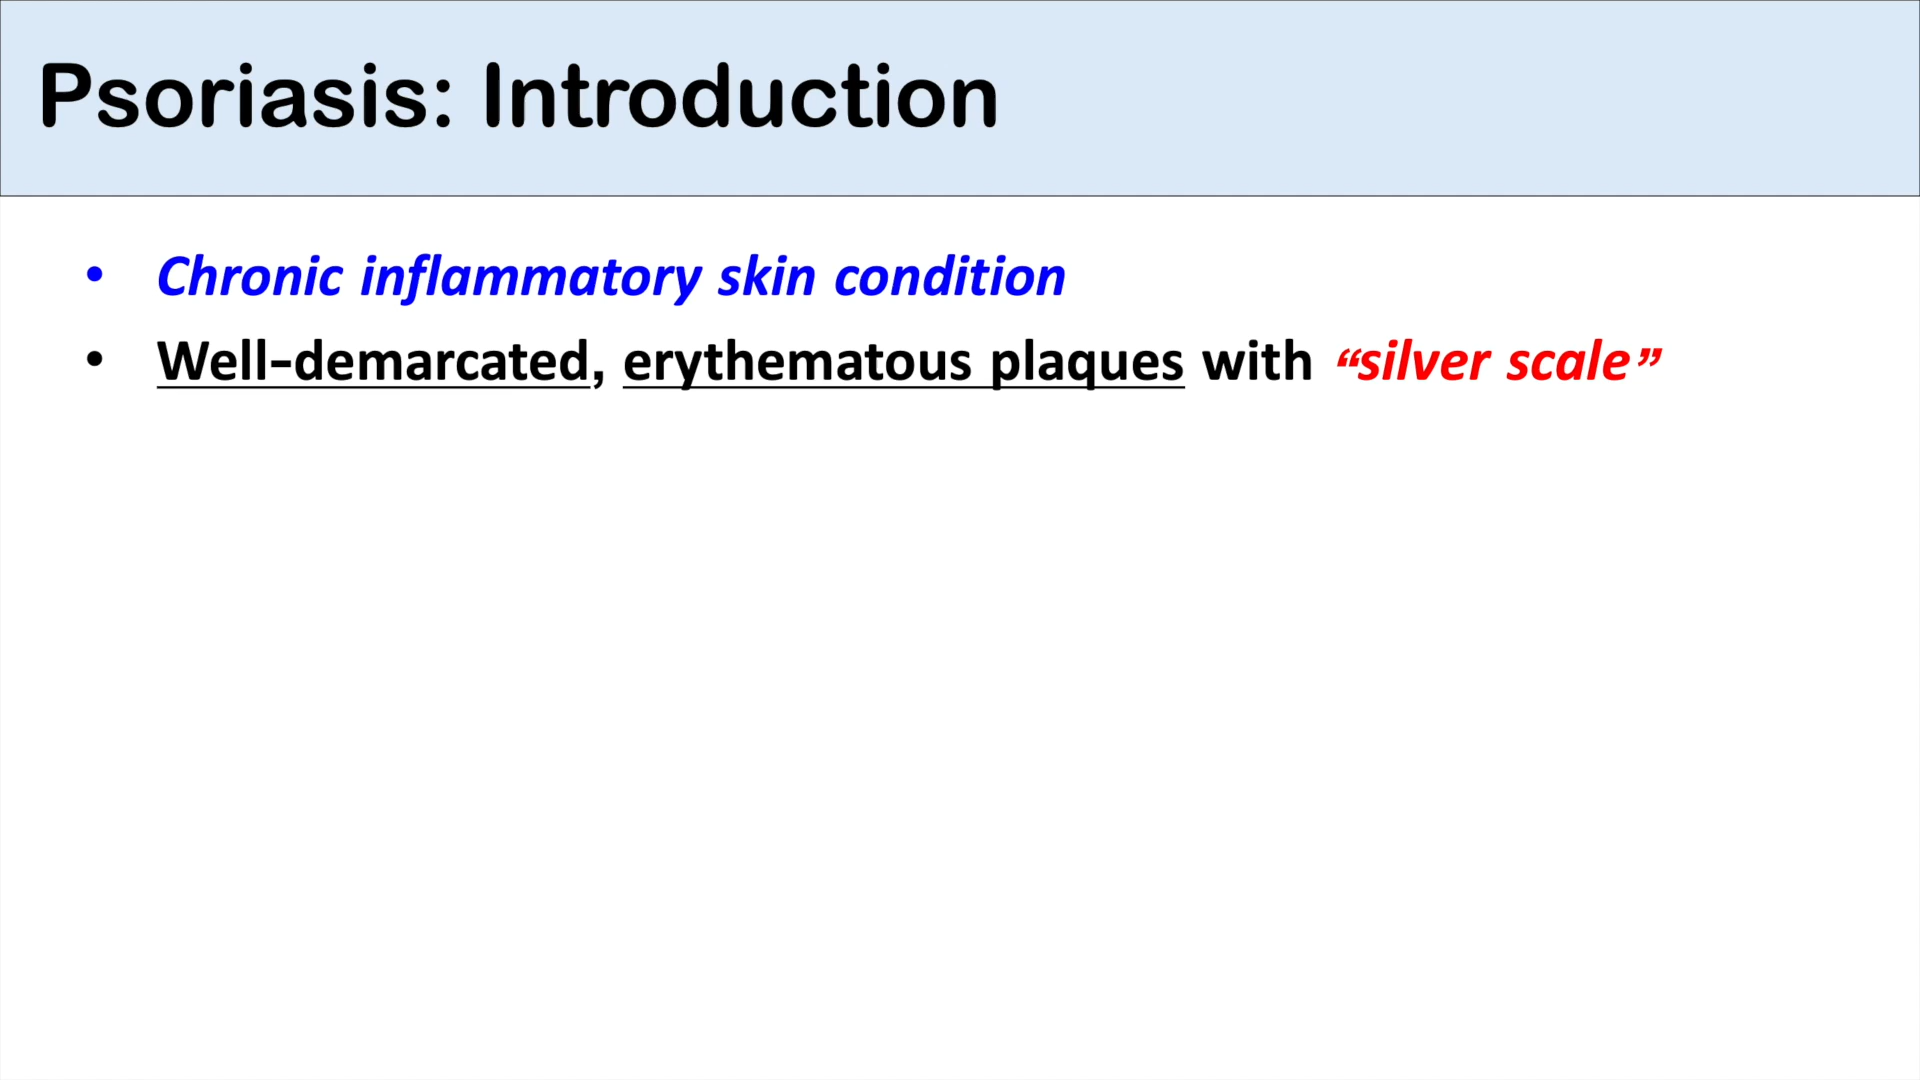 Psoriasis: Introduction
• Chronic inflammatory skin condition
• Well-demarcated, erythematous plaques with “silver scale”